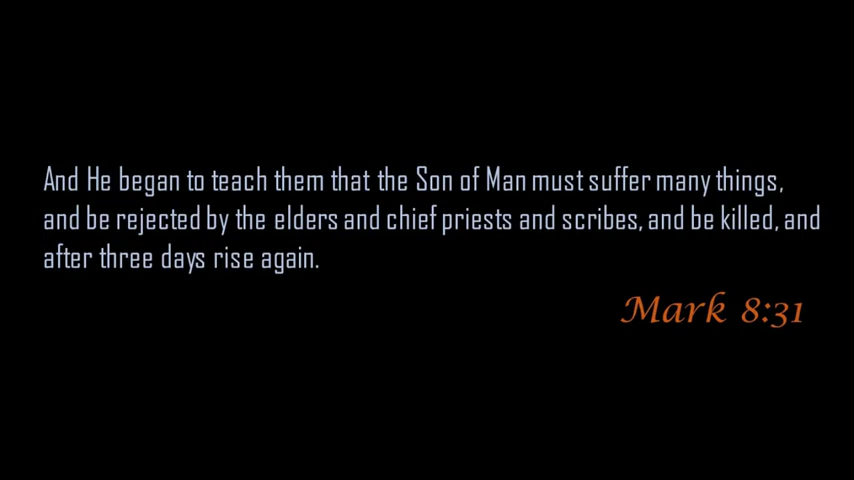 And He began to teach them that the Son of Man must suffer many things,
and be rejected by the elders and chief priests and scribes, and be killed, and
after three days rise again.
Mark 8:31